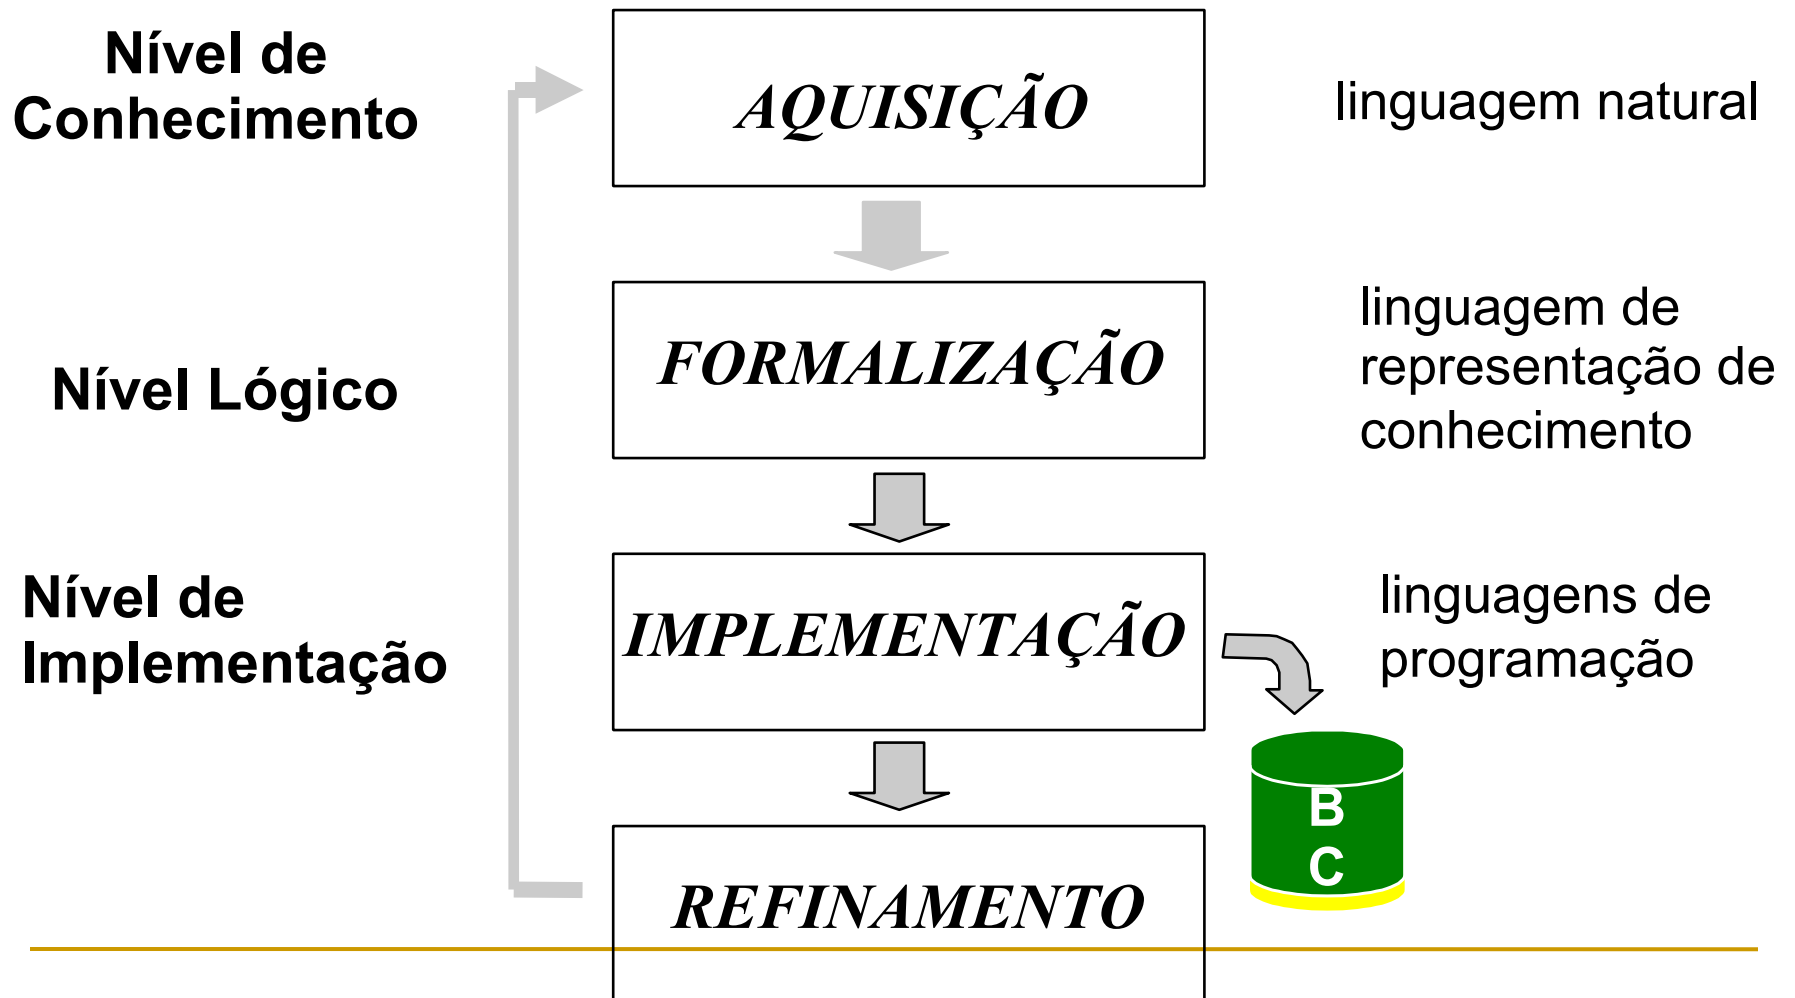 Nível de
Conhecimento
AQUISIÇÃO
linguagem natural
Nível Lógico
FORMALIZAÇÃO
linguagem de
representação de
conhecimento
Nível de
Implementação
IMPLEMENTAÇÃO
linguagens de
programação
B
C
REFINAMENTO